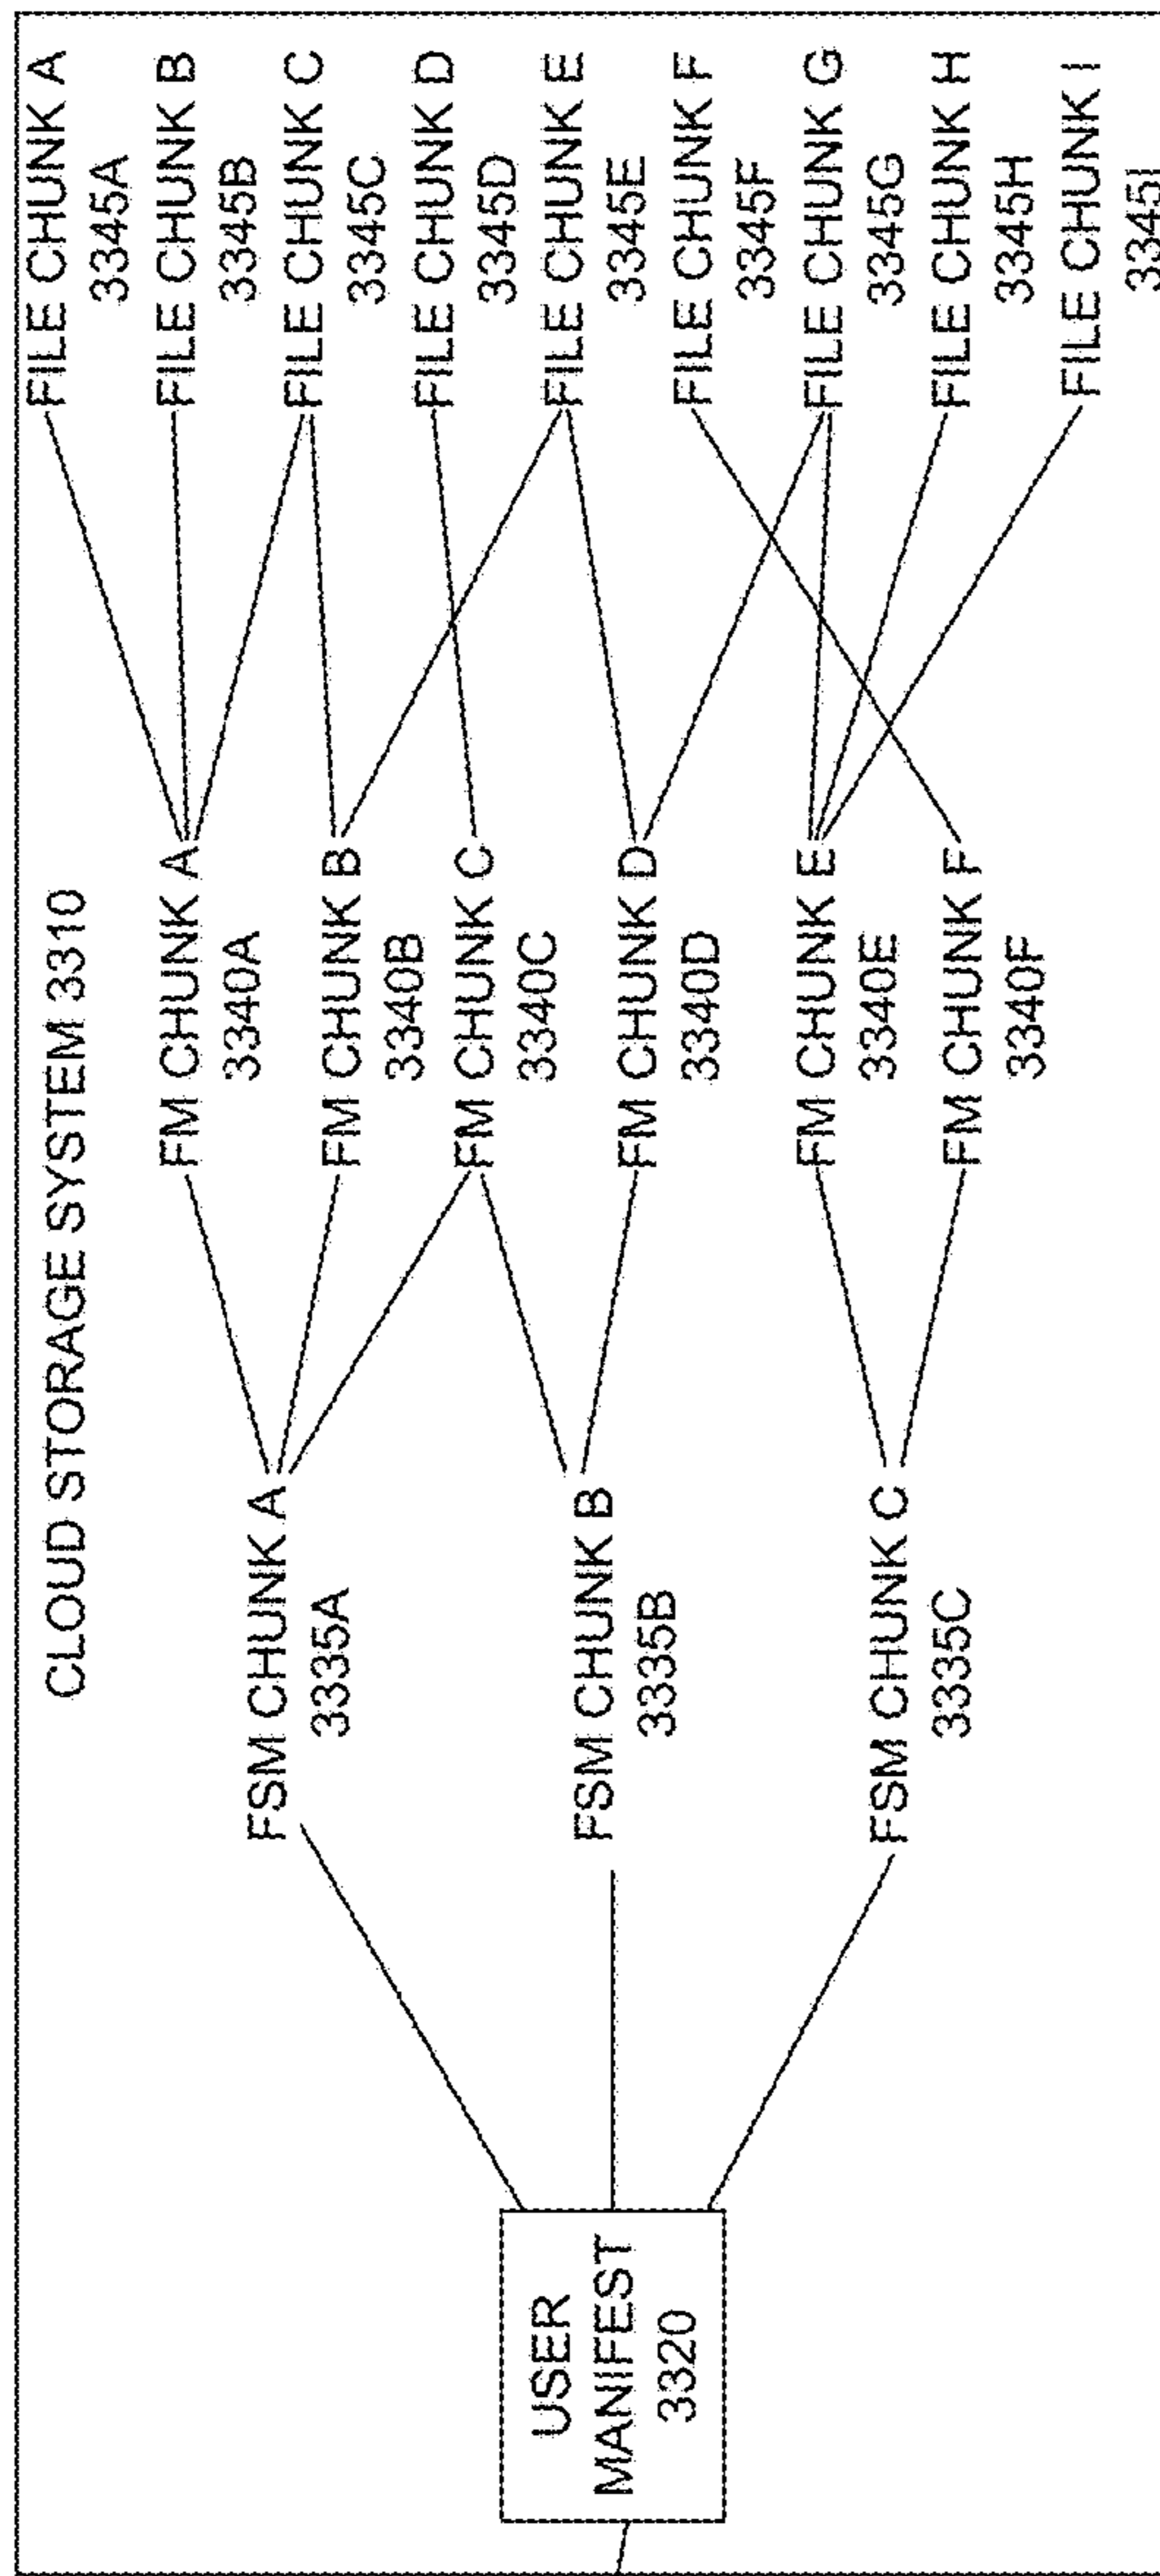 CLOUD STORAGE SYSTEM 3310
USER
MANIFEST
3320
FSM CHUNK A
3335A
FSM CHUNK B
3335B
FSM CHUNK C
3335C
FM CHUNK A
3340A
FM CHUNK B
3340B
FM CHUNK C
3340C
FM CHUNK D
3340D
FM CHUNK E
3340E
FM CHUNK F
3340F
FILE CHUNK A
3345A
FILE CHUNK B
3345B
FILE CHUNK C
3345C
FILE CHUNK D
3345D
FILE CHUNK E
3345E
FILE CHUNK F
3345F
FILE CHUNK G
3345G
FILE CHUNK H
3345H
FILE CHUNK I
3345I